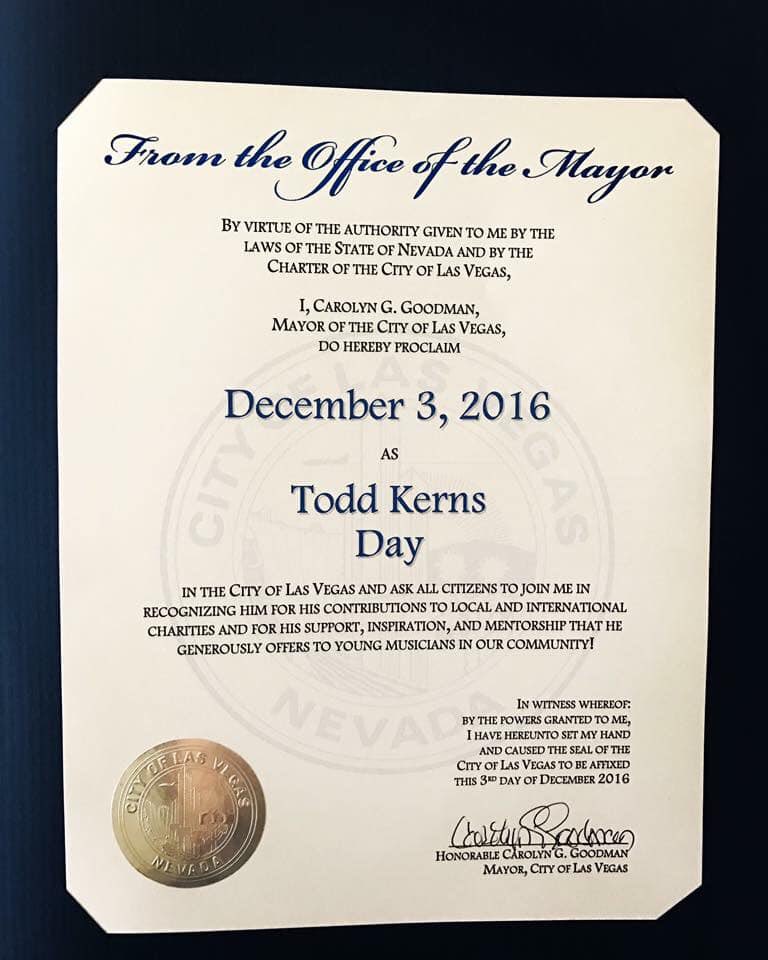 From the Office of the Mayor
By virtue of the authority given to me by the
laws of the State of Nevada and by the
Charter of the City of Las Vegas,
I, Carolyn G. Goodman,
Mayor of the City of Las Vegas,
do hereby proclaim
December 3, 2016
as
Todd Kerns
Day
in the City of Las Vegas and ask all citizens to join me in
recognizing him for his contributions to local and international
charities and for his support, inspiration, and mentorship that he
generously offers to young musicians in our community!
In witness whereof:
by the powers granted to me,
I have hereunto set my hand
and caused the seal of the
City of Las Vegas to be affixed
this 3rd day of December 2016
Carolyn G. Goodman
Honorable Carolyn G. Goodman
Mayor, City of Las Vegas
CITY OF LAS VEGAS
NEVADA
CITY OF LAS VEGAS
NEVADA